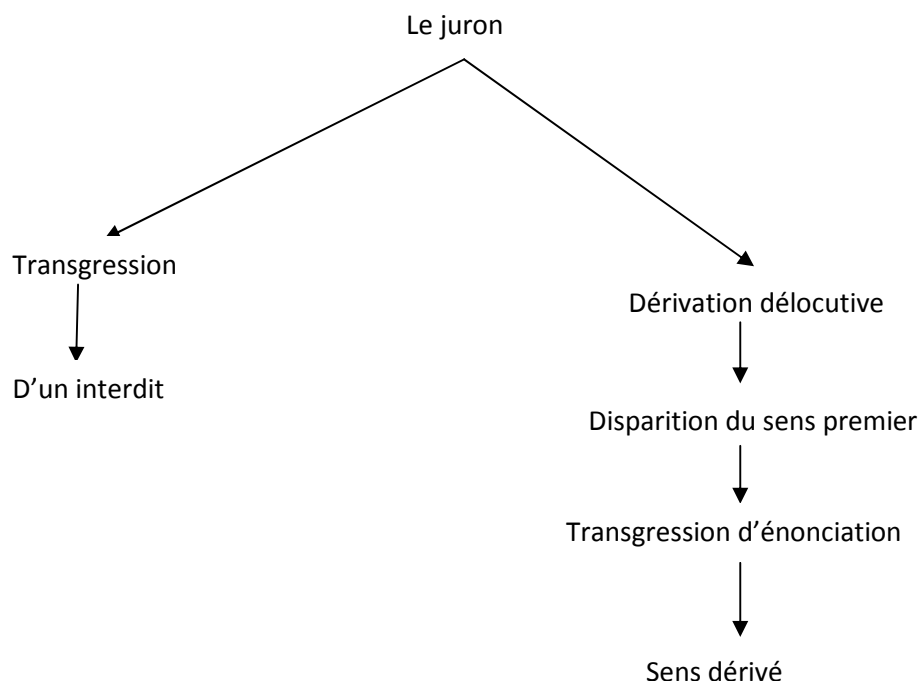 Le juron
Transgression
D’un interdit
Dérivation délocutive
Disparition du sens premier
Transgression d’énonciation
Sens dérivé